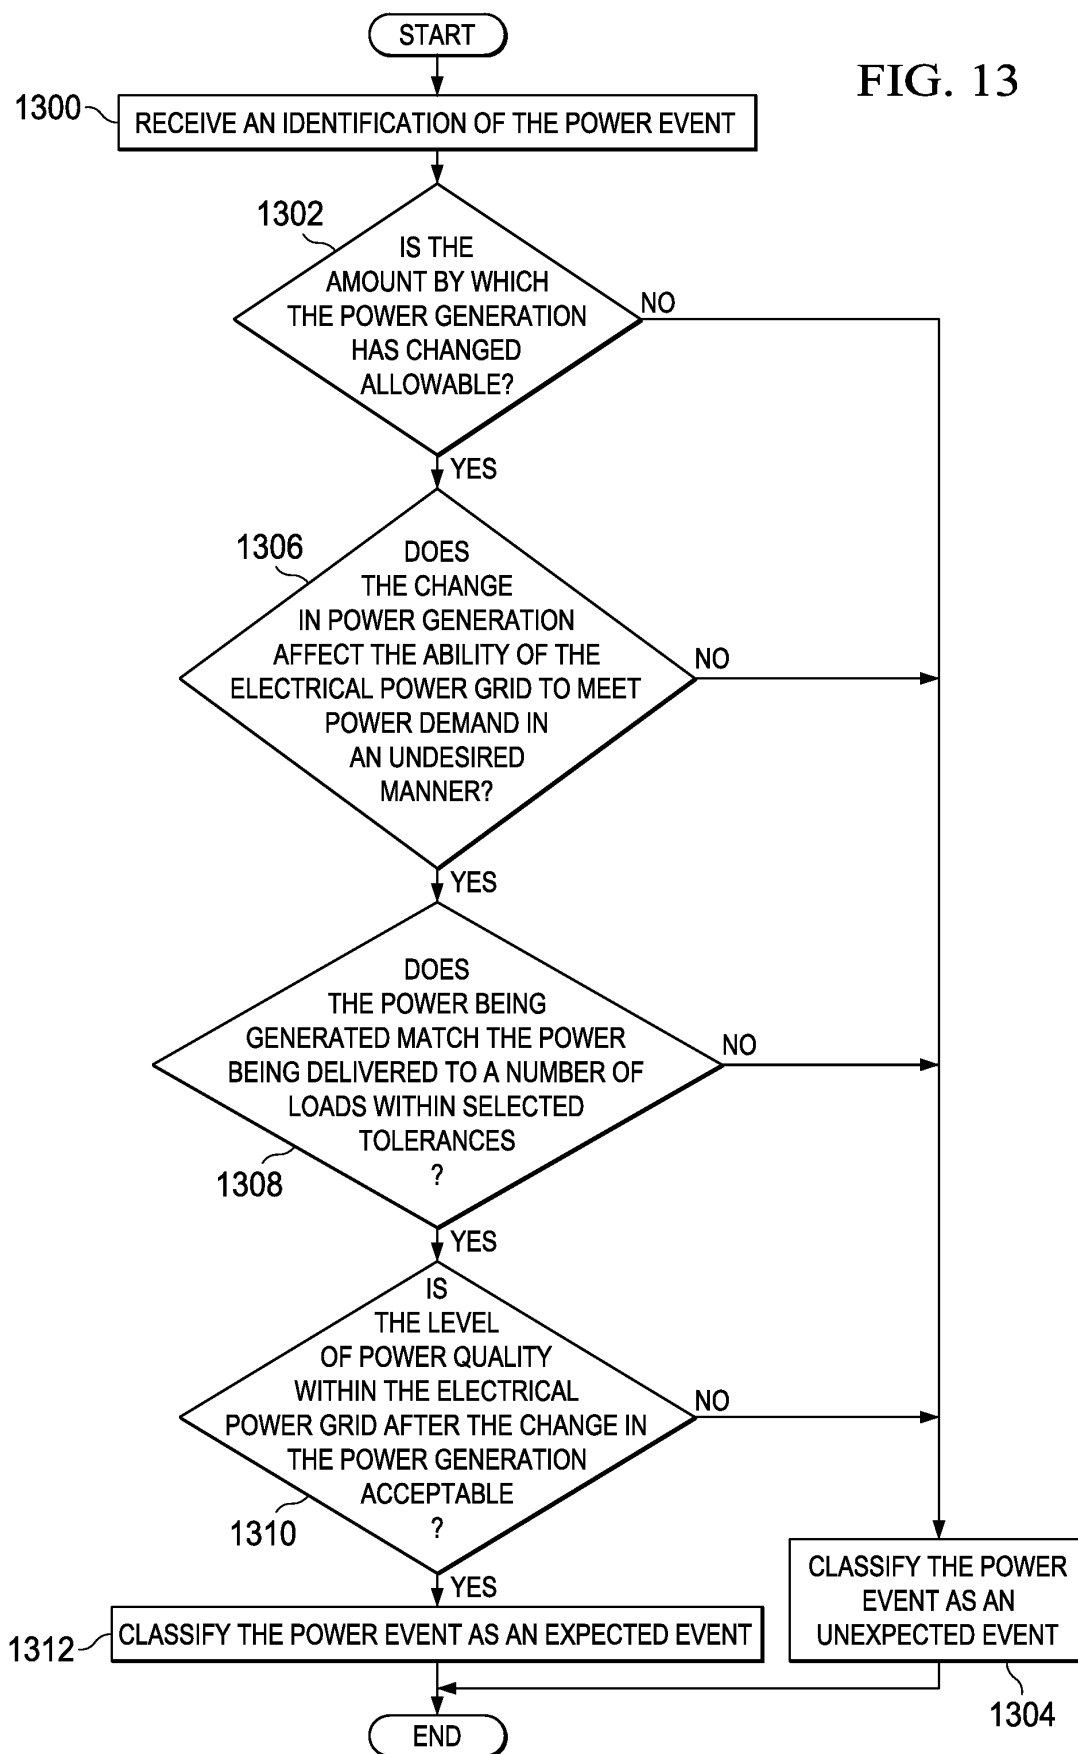 START
FIG. 13
1300
RECEIVE AN IDENTIFICATION OF THE POWER EVENT
1302
IS THE
AMOUNT BY WHICH
THE POWER GENERATION
HAS CHANGED
ALLOWABLE?
NO
YES
1306
DOES
THE CHANGE
IN POWER GENERATION
AFFECT THE ABILITY OF THE
ELECTRICAL POWER GRID TO MEET
POWER DEMAND IN
AN UNDESIRED
MANNER?
NO
YES
DOES
THE POWER BEING
GENERATED MATCH THE POWER
BEING DELIVERED TO A NUMBER OF
LOADS WITHIN SELECTED
TOLERANCES
?
NO
1308
YES
IS
THE LEVEL
OF POWER QUALITY
WITHIN THE ELECTRICAL
POWER GRID AFTER THE CHANGE IN
THE POWER GENERATION
ACCEPTABLE
?
NO
1310
YES
1312
CLASSIFY THE POWER EVENT AS AN EXPECTED EVENT
CLASSIFY THE POWER
EVENT AS AN
UNEXPECTED EVENT
1304
END